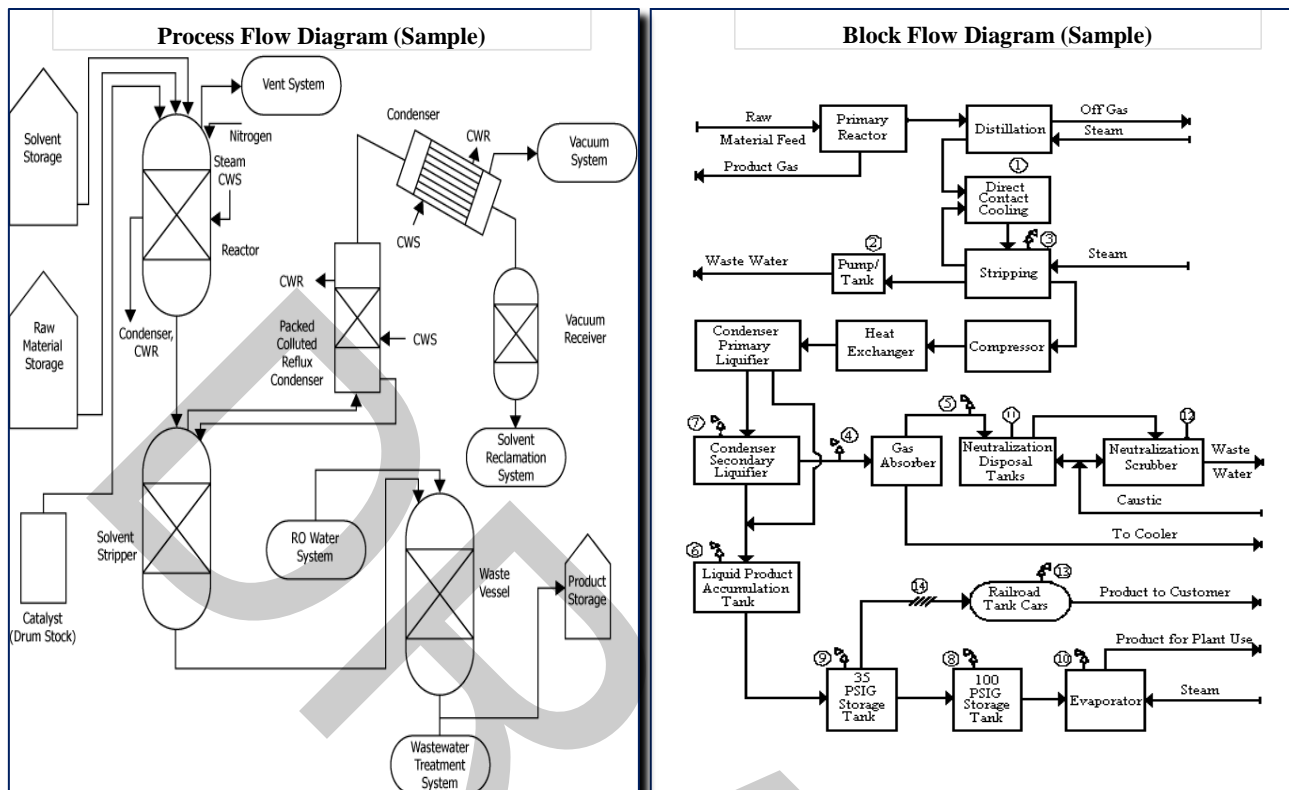 Process Flow Diagram (Sample)
Vent System
Solvent
Storage
Nitrogen
Steam
CWS
Reactor
Condenser
CWR
Vacuum
System
CWS
CWR
Raw
Material
Storage
Condenser,
CWR
Packed
Colluted
Reflux
Condenser
CWS
Vacuum
Receiver
Solvent
Reclamation
System
Solvent
Stripper
RO Water
System
Waste
Vessel
Product
Storage
Catalyst
(Drum Stock)
Wastewater
Treatment
System
DR
Block Flow Diagram (Sample)
Raw
Material Feed
Primary
Reactor
Distillation
Off Gas
Steam
Product Gas
1
Direct
Contact
Cooling
Waste Water
2
Pump/
Tank
3
Stripping
Steam
Condenser
Primary
Liquifier
Heat
Exchanger
Compressor
7
Condenser
Secondary
Liquifier
4
Gas
Absorber
5
11
Neutralization
Disposal
Tanks
12
Neutralization
Scrubber
Waste
Water
Caustic
To Cooler
6
Liquid Product
Accumulation
Tank
14
13
Railroad
Tank Cars
Product to Customer
Product for Plant Use
9
35
PSIG
Storage
Tank
8
100
PSIG
Storage
Tank
10
Evaporator
Steam